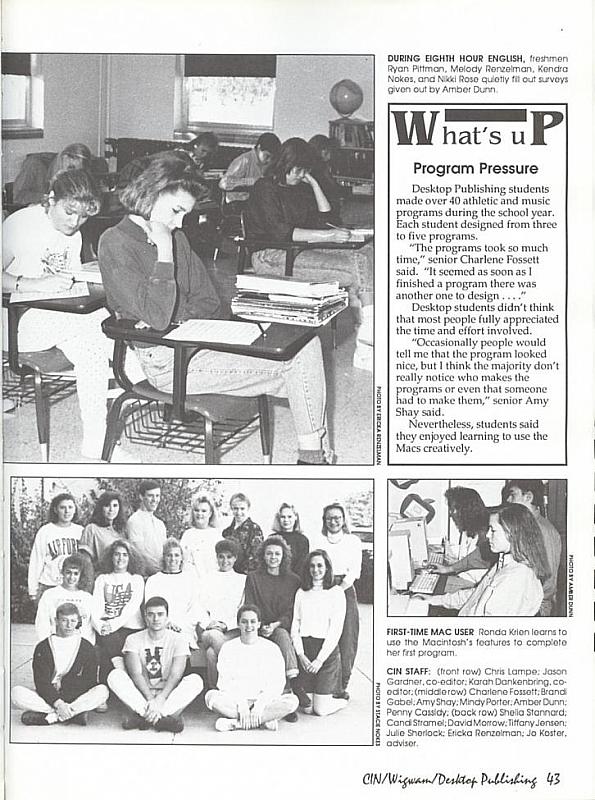 DURING EIGHTH HOUR ENGLISH, freshmen
Ryan Pittman, Melody Renzelman, Kendra
Nokes, and Nikki Rose quietly fill out surveys
given out by Amber Dunn.
What's uP
Program Pressure
Desktop Publishing students
made over 40 athletic and music
programs during the school year.
Each student designed from three
to five programs.
"The programs took so much
time," senior Charlene Fossett
said. "It seemed as soon as I
finished a program there was
another one to design . . . ."
Desktop students didn't think
that most people fully appreciated
the time and effort involved.
"Occasionally people would
tell me that the program looked
nice, but I think the majority don't
really notice who makes the
programs or even that someone
had to make them," senior Amy
Shay said.
Nevertheless, students said
they enjoyed learning to use the
Macs creatively.
PHOTO BY ERICKA RENZELMAN
AIR FORCE
PHOTO BY STACIE NOKES
PHOTO BY AMBER DUNN
FIRST-TIME MAC USER Ronda Krien learns to
use the Macintosh's features to complete
her first program.
CIN STAFF: (front row) Chris Lampe; Jason
Gardner, co-editor; Karah Dankenbring, co-
editor; (middle row) Charlene Fossett; Brandi
Gabel; Amy Shay; Mindy Porter; Amber Dunn;
Penny Cassidy; (back row) Shella Stannard;
Candi Stramel; David Morrow; Tiffany Jensen;
Julie Sherlock; Ericka Renzelman; Jo Koster,
adviser.
CIN/Wigwam/Desktop Publishing 43